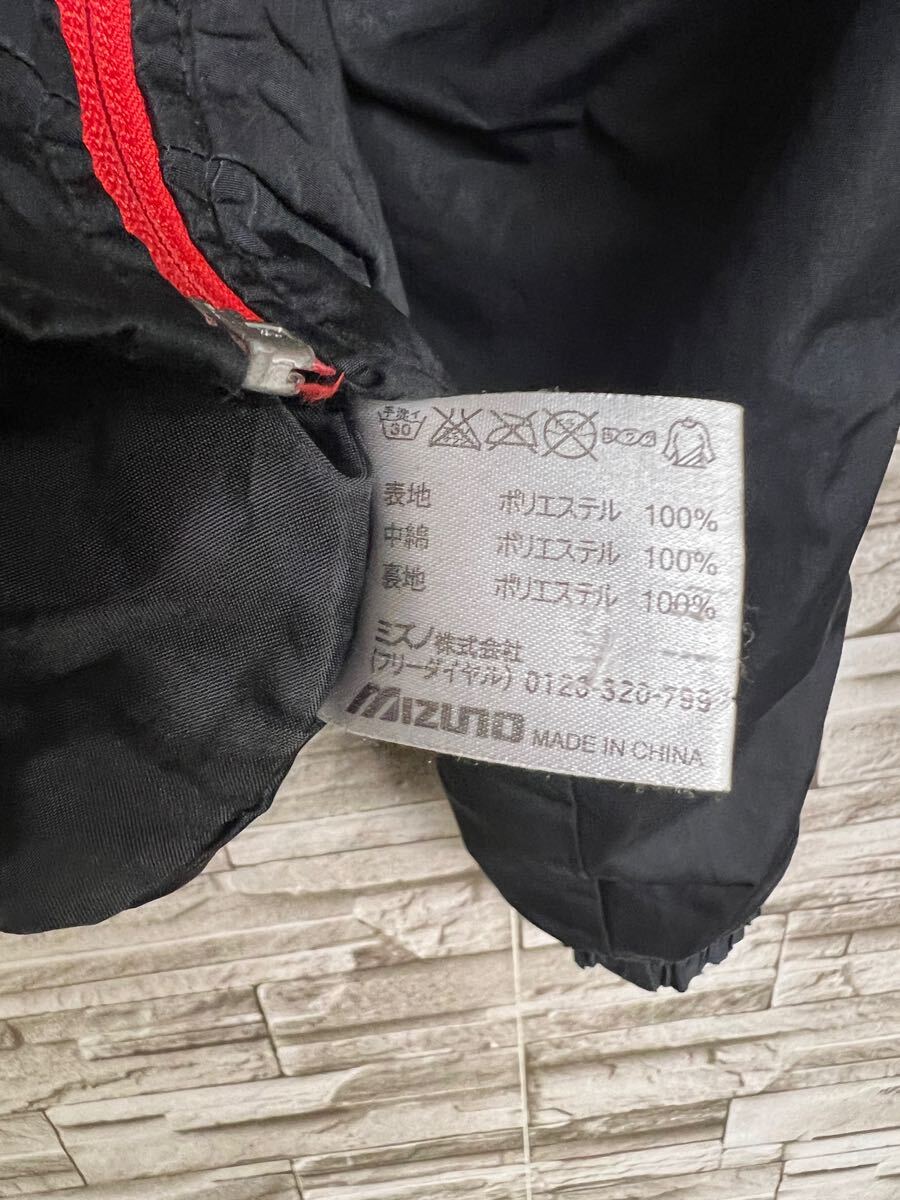 手洗イ
30
表地 ポリエステル 100%
中綿 ポリエステル 100%
裏地 ポリエステル 100%
ミズノ株式会社
(フリーダイヤル) 0120-320-799
MIZUNO MADE IN CHINA